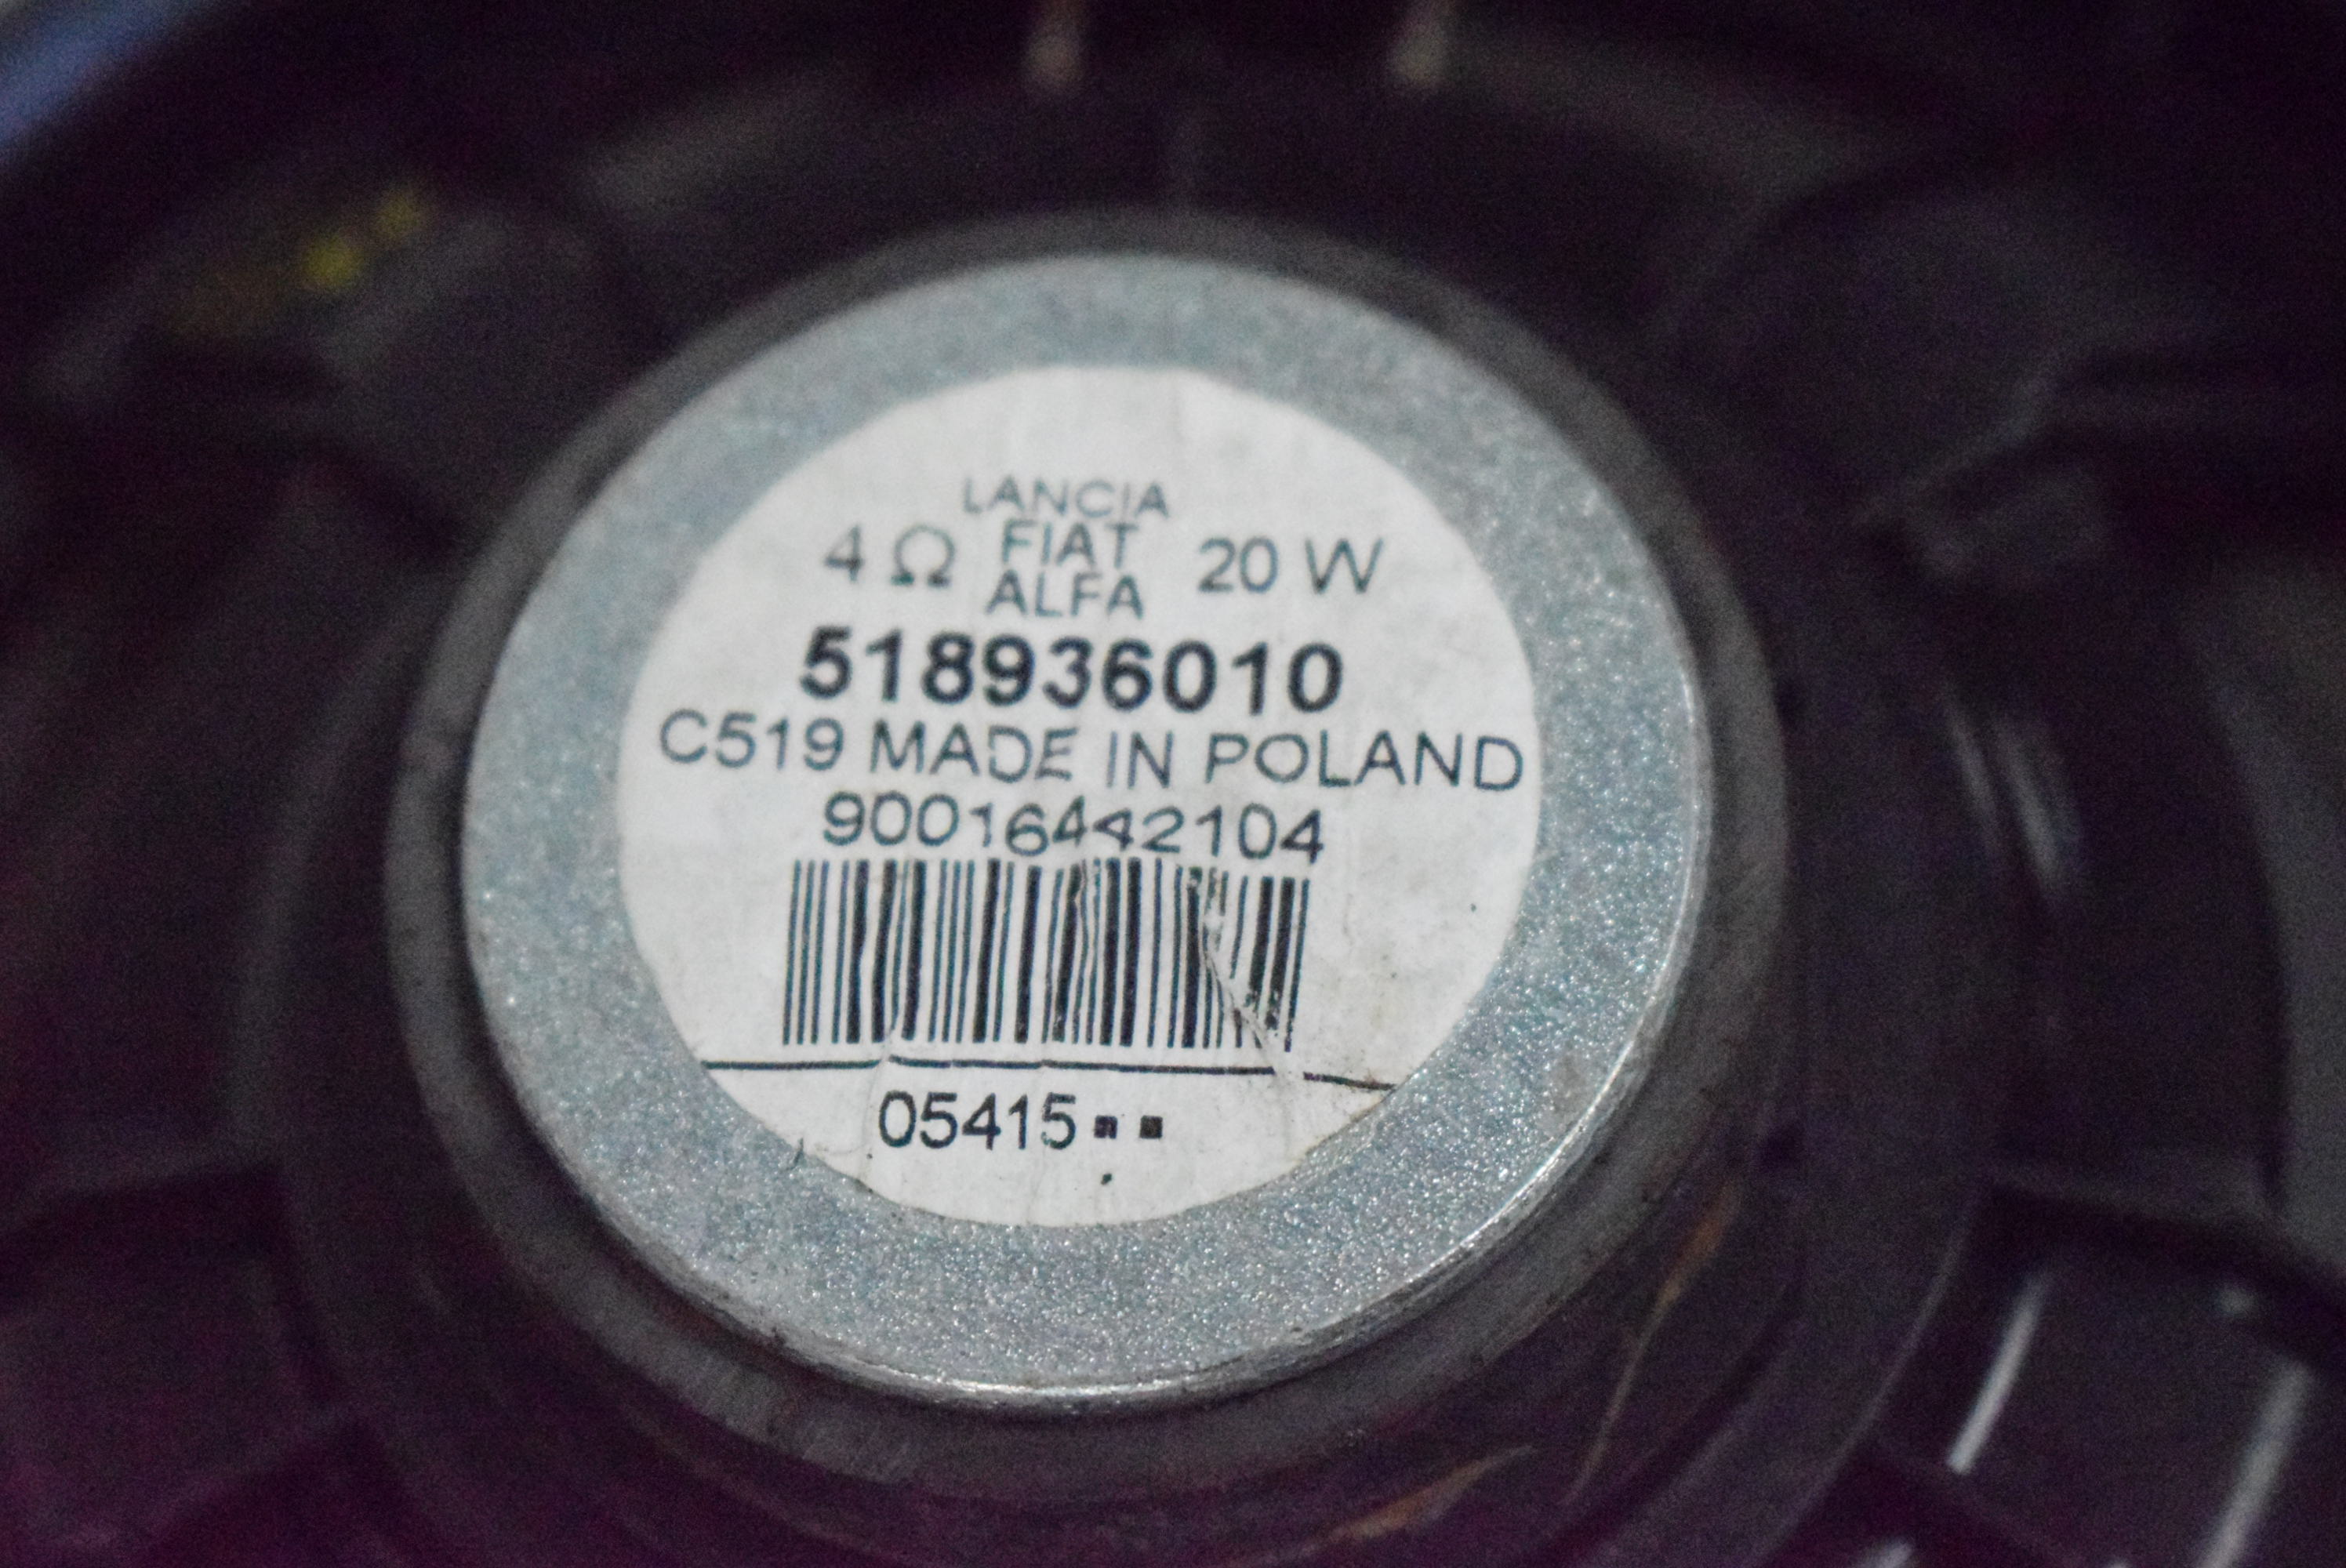 LANCIA
4 Ω FIAT 20 W
ALFA
518936010
C519 MADE IN POLAND
90016442104
05415▪▪